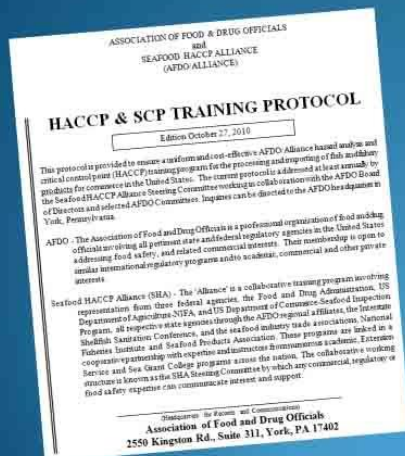 ASSOCIATION OF FOOD & DRUG OFFICIALS
and
SEAFOOD HACCP ALLIANCE
(AFDO/ALLIANCE)
HACCP & SCP TRAINING PROTOCOL
Edition October 27, 2010
This protocol is provided to ensure a uniform and cost-effective AFDO/Alliance hazard analysis and
critical control point (HACCP) training program for the processing and importing of fish and fishery
products for commerce in the United States. The current protocol is addressed at least annually by
the Seafood HACCP Alliance Steering Committee working in collaboration with the AFDO Board
of Directors and selected AFDO Committees. Inquiries can be directed to the AFDO headquarters in
York, Pennsylvania.
AFDO - The Association of Food and Drug Officials is a professional organization of food and drug
officials involving all pertinent state and federal regulatory agencies in the United States
addressing food safety, and related commercial interests. Their membership is open to
similar international regulatory programs and to academic, commercial and other private
interests.
Seafood HACCP Alliance (SHA) - The 'Alliance' is a collaborative training program involving
representation from three federal agencies, the Food and Drug Administration, US
Department of Agriculture-NIFA, and US Department of Commerce-Seafood Inspection
Program, all respective state agencies through the AFDO regional affiliates, the Interstate
Shellfish Sanitation Conference, and the seafood industry trade associations, National
Fisheries Institute and Seafood Products Association. These programs are linked in a
cooperative partnership with expertise and instructors from numerous academic, Extension
Service and Sea Grant College programs across the nation. The collaborative working
structure is known as the SHA Steering Committee by which any commercial, regulatory or
food safety expertise can communicate interest and support.
(Headquarters for Records and Communications)
Association of Food and Drug Officials
2550 Kingston Rd., Suite 311, York, PA 17402